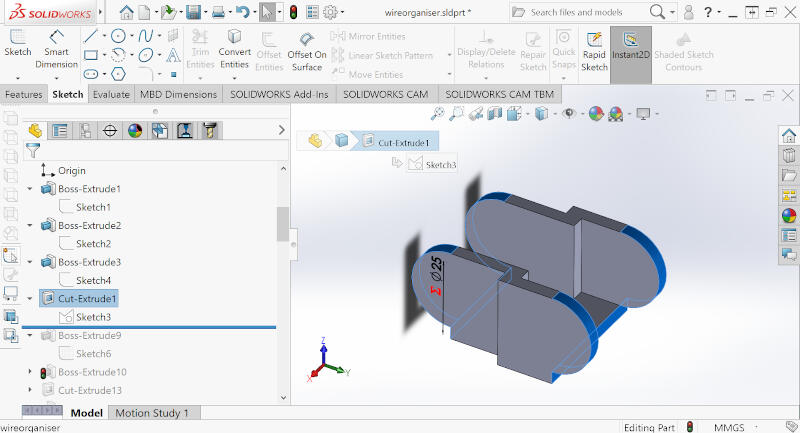 SOLIDWORKS
wireorganiser.sldprt *
Search files and models
Sketch
Smart Dimension
Trim Entities
Convert Entities
Offset Entities
Offset On Surface
Mirror Entities
Linear Sketch Pattern
Move Entities
Display/Delete Relations
Repair Sketch
Quick Snaps
Rapid Sketch
Instant2D
Shaded Sketch Contours
Features
Sketch
Evaluate
MBD Dimensions
SOLIDWORKS Add-Ins
SOLIDWORKS CAM
SOLIDWORKS CAM TBM
Cut-Extrude1
Sketch3
Origin
Boss-Extrude1
Sketch1
Boss-Extrude2
Sketch2
Boss-Extrude3
Sketch4
Cut-Extrude1
Sketch3
Boss-Extrude9
Sketch6
Boss-Extrude10
Cut-Extrude13
Σ Ø25
Z
X
Y
Model
Motion Study 1
wireorganiser
Editing Part
MMGS